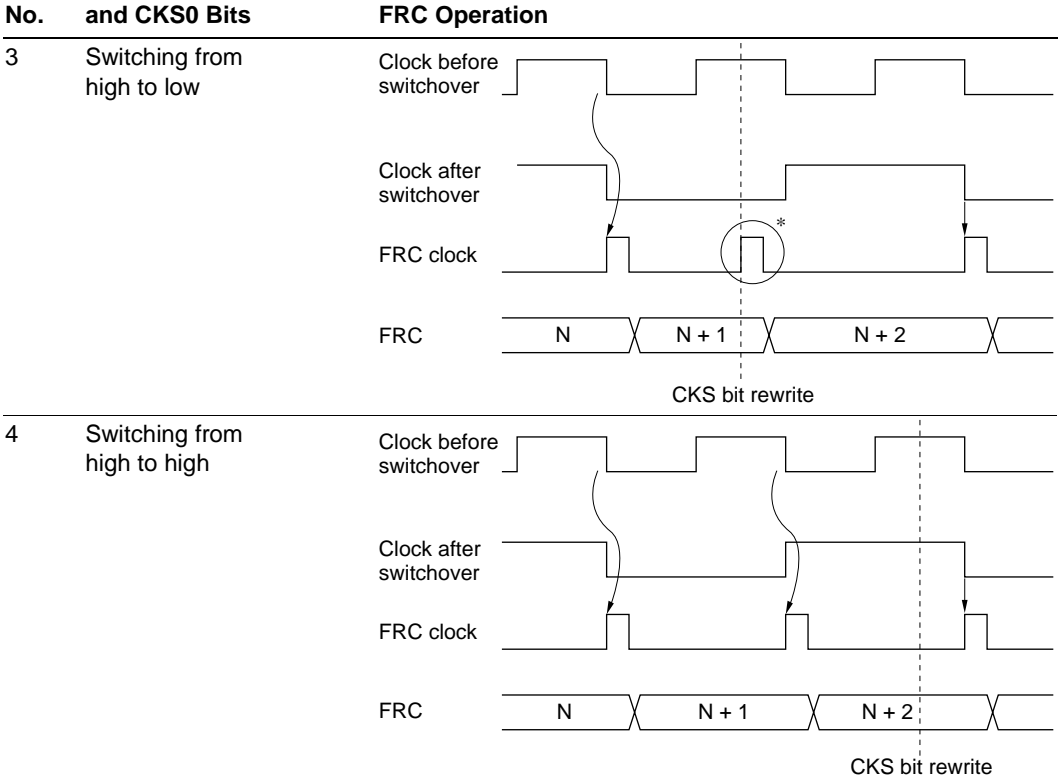 No. and CKS0 Bits FRC Operation
3 Switching from
high to low
Clock before
switchover
Clock after
switchover
*
FRC clock
FRC N N + 1 N + 2
CKS bit rewrite
4 Switching from
high to high
Clock before
switchover
Clock after
switchover
FRC clock
FRC N N + 1 N + 2
CKS bit rewrite